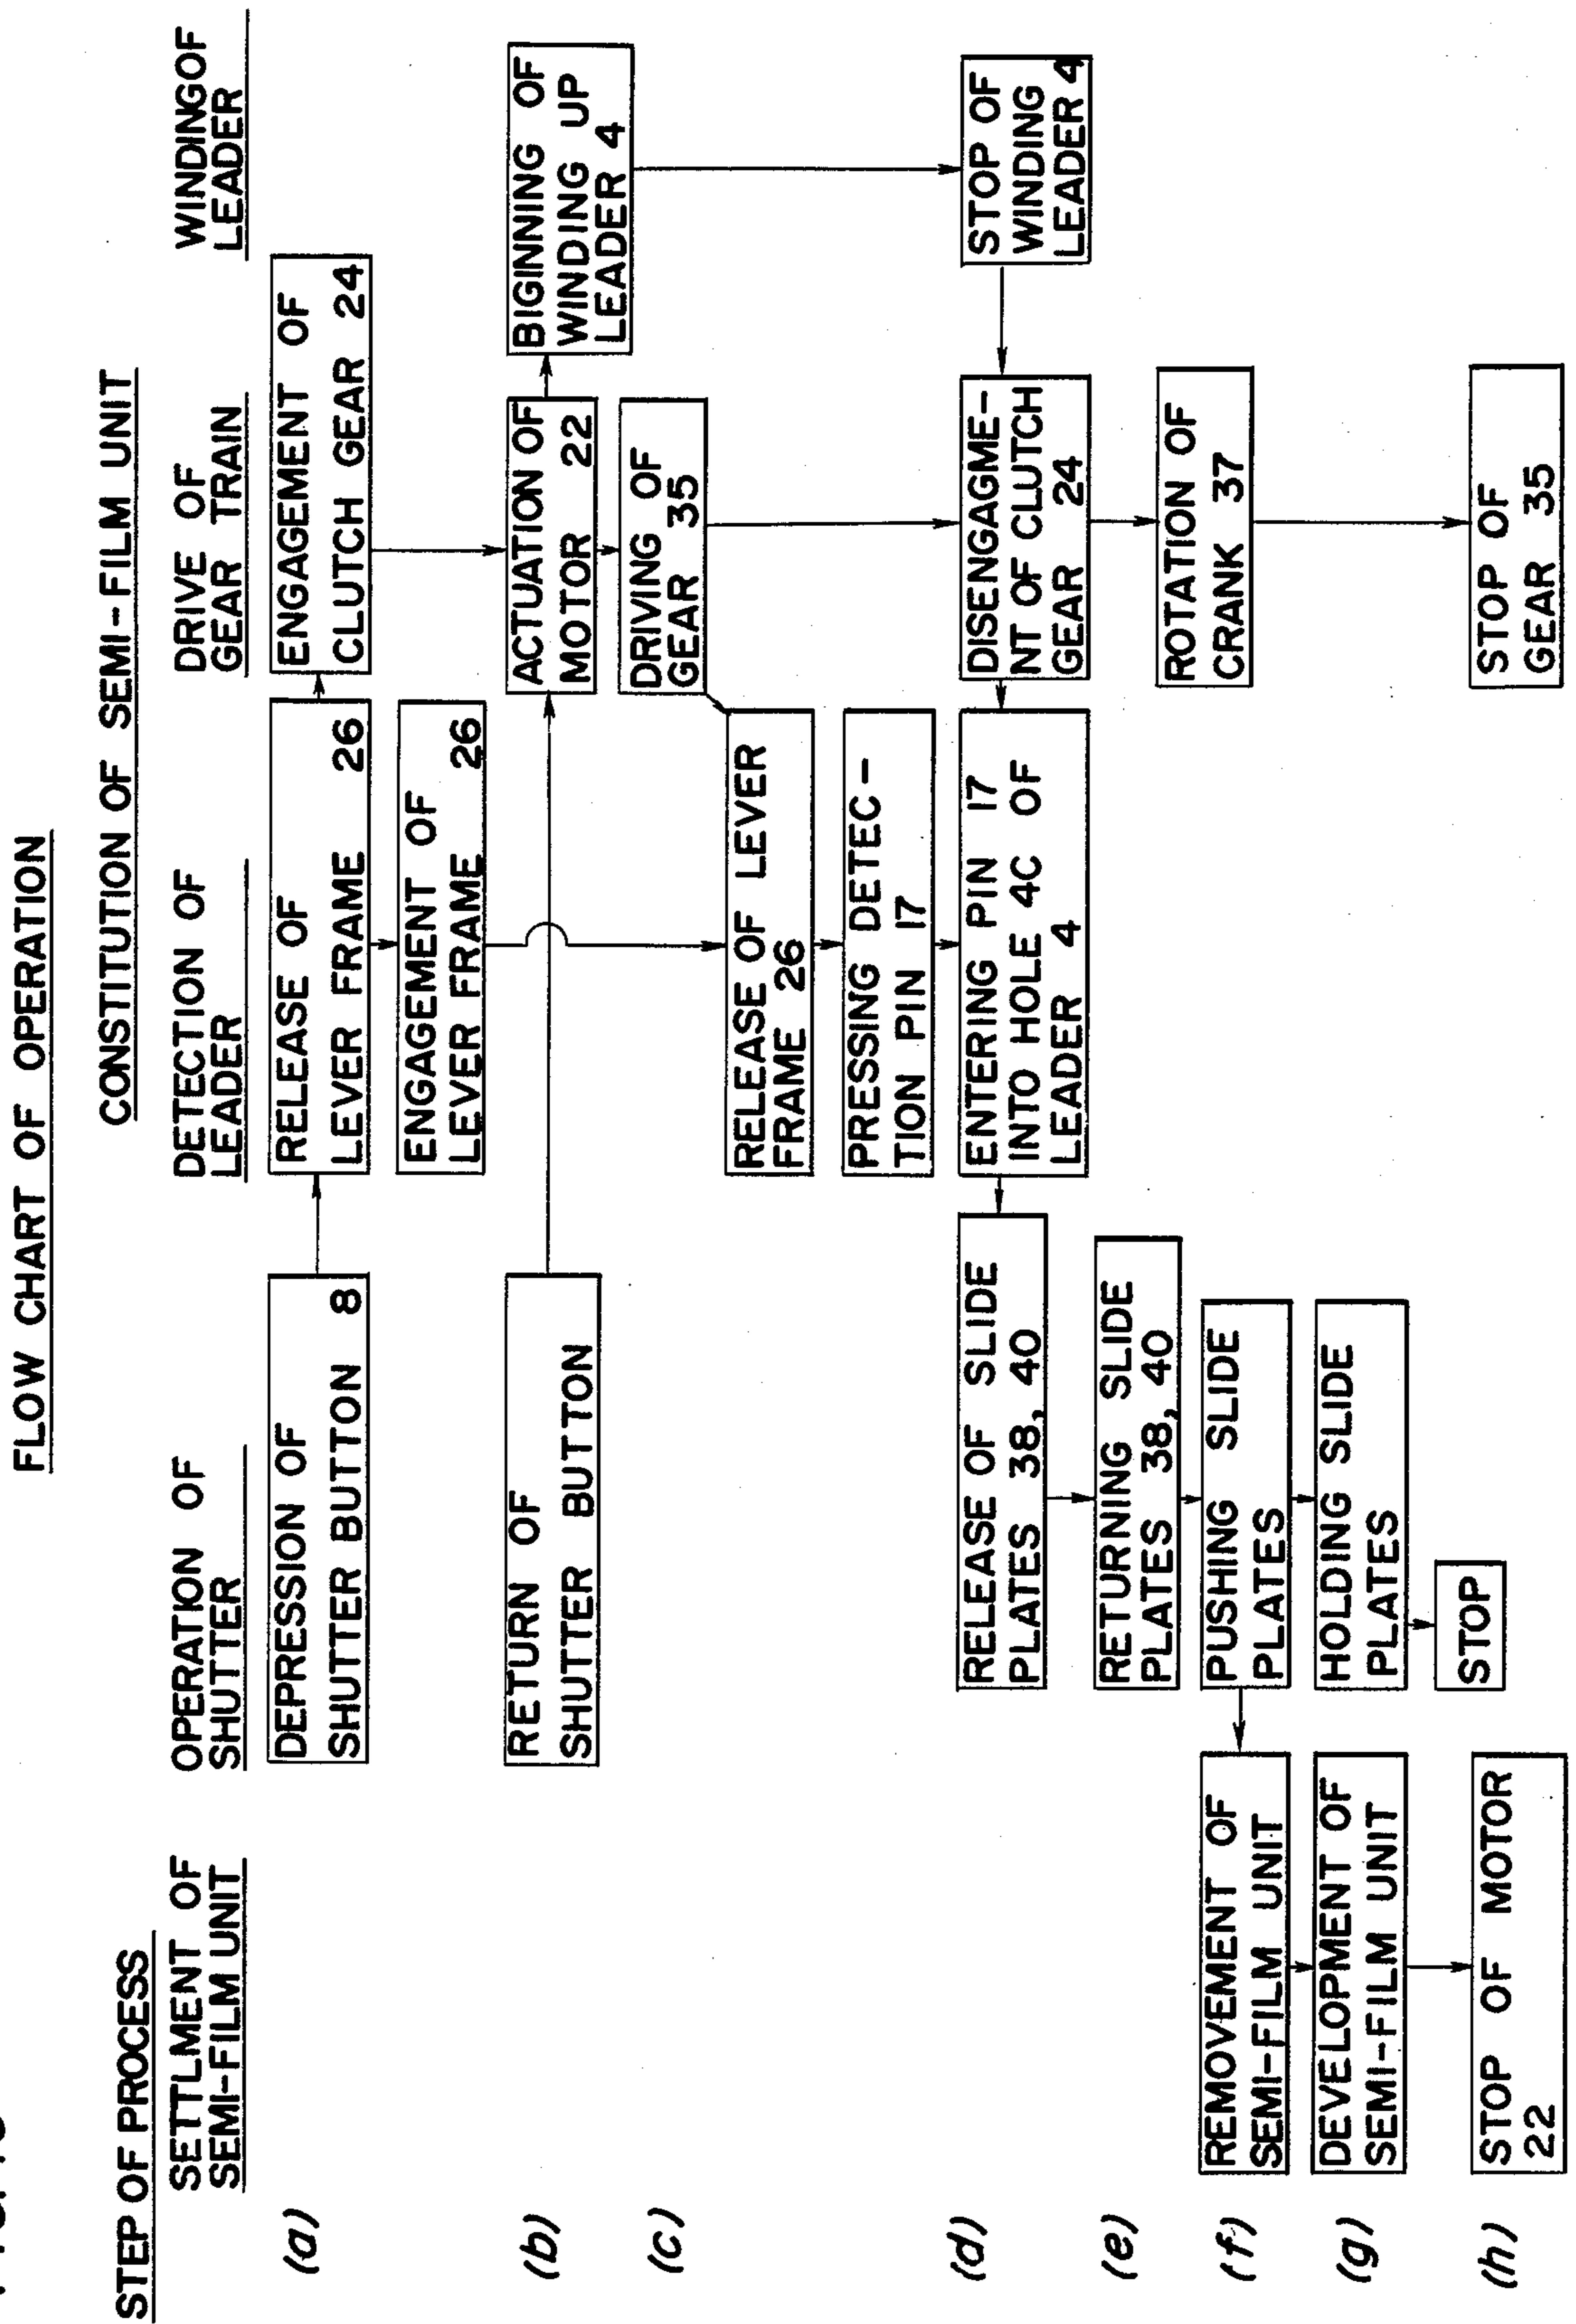 FLOW CHART OF OPERATION
CONSTITUTION OF SEMI-FILM UNIT
STEP OF PROCESS
SETTLMENT OF
SEMI-FILM UNIT
OPERATION OF
SHUTTER
DETECTION OF
LEADER
DRIVE OF
GEAR TRAIN
WINDING OF
LEADER
(a)
DEPRESSION OF
SHUTTER BUTTON 8
RELEASE OF
LEVER FRAME 26
ENGAGEMENT OF
CLUTCH GEAR 24
ENGAGEMENT OF
LEVER FRAME 26
(b)
RETURN OF
SHUTTER BUTTON
ACTUATION OF
MOTOR 22
BIGINNING OF
WINDING UP
LEADER 4
(c)
DRIVING OF
GEAR 35
RELEASE OF LEVER
FRAME 26
PRESSING DETEC-
TION PIN 17
(d)
RELEASE OF SLIDE
PLATES 38, 40
ENTERING PIN 17
INTO HOLE 4C OF
LEADER 4
DISENGAGME-
NT OF CLUTCH
GEAR 24
STOP OF
WINDING
LEADER 4
(e)
RETURNING SLIDE
PLATES 38, 40
ROTATION OF
CRANK 37
(f)
REMOVEMENT OF
SEMI-FILM UNIT
PUSHING SLIDE
PLATES
(g)
DEVELOPMENT OF
SEMI-FILM UNIT
HOLDING SLIDE
PLATES
STOP
(h)
STOP OF MOTOR
22
STOP OF
GEAR 35